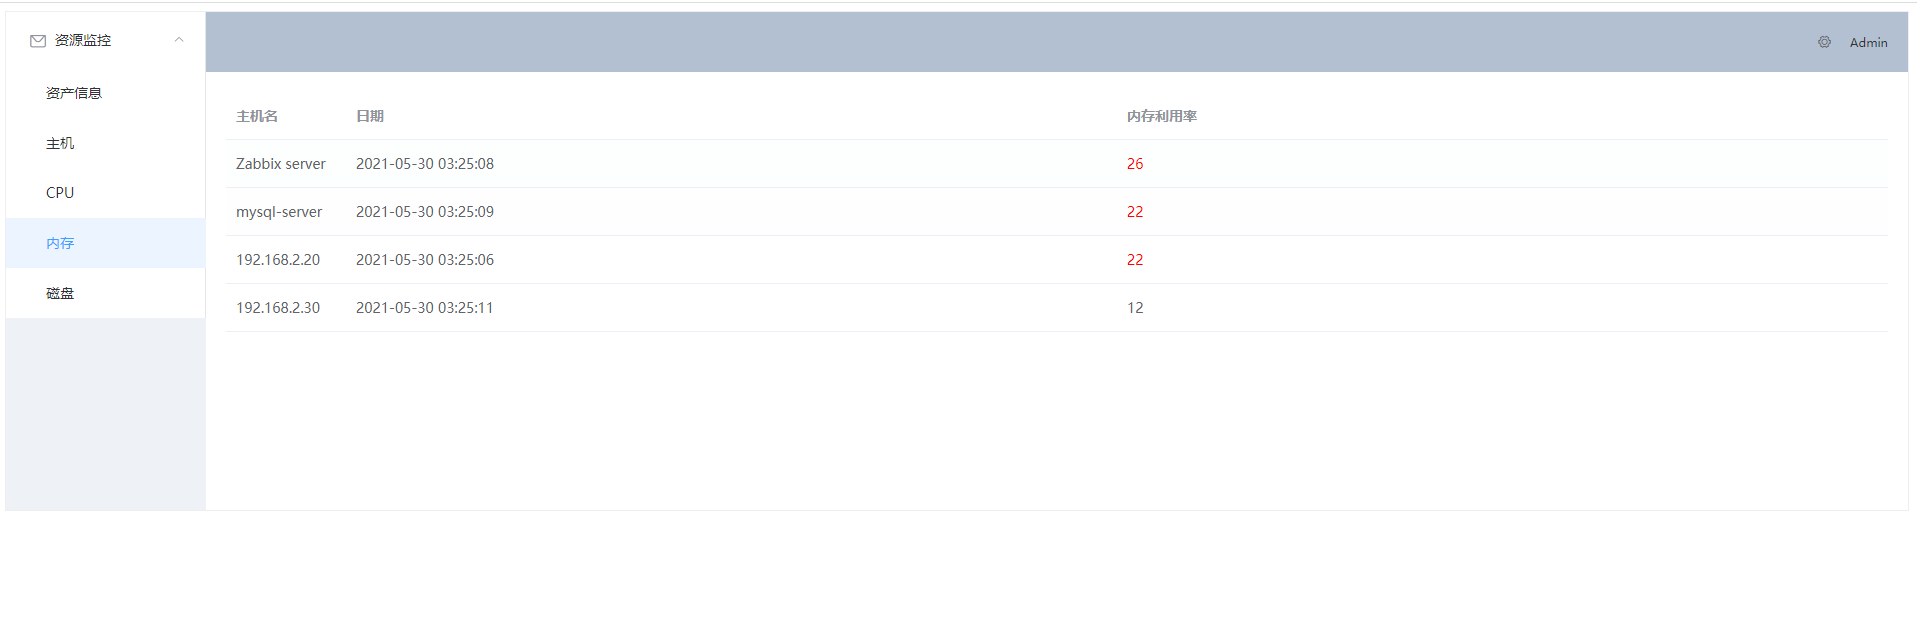 资源监控
Admin
资产信息
主机
CPU
内存
磁盘
主机名 日期 内存利用率
Zabbix server 2021-05-30 03:25:08 26
mysql-server 2021-05-30 03:25:09 22
192.168.2.20 2021-05-30 03:25:06 22
192.168.2.30 2021-05-30 03:25:11 12